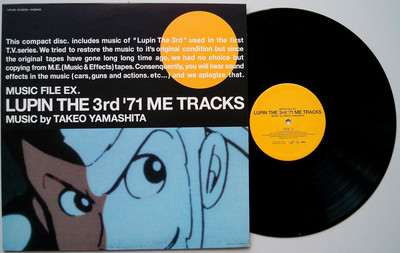 This compact disc. includes music of "Lupin The 3rd" used in the first
T.V.series. We tried to restore the music to it's original condition but since
the original tapes have gone long long time ago, we had no choice but
copying from M.E.(Music & Effects) tapes. Consequently, you will hear sound
effects in the music (cars,guns and actions.etc...) and we aplogize that.
MUSIC FILE EX.
LUPIN THE 3rd '71 ME TRACKS
MUSIC by TAKEO YAMASHITA
LUPIN THE 3rd '71 ME TRACKS